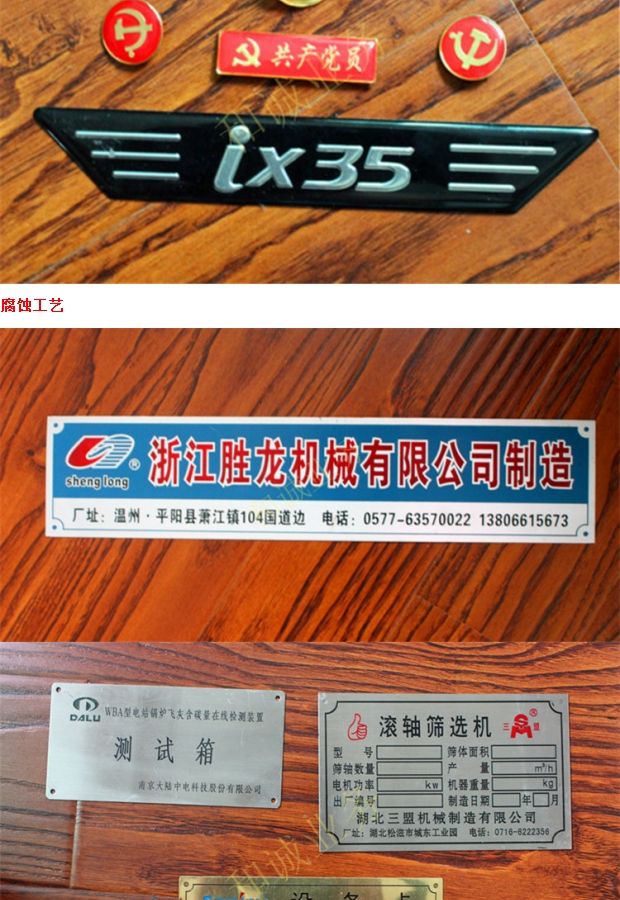 共产党员
ix35
腐蚀工艺
sheng long ®
浙江胜龙机械有限公司制造
厂址：温州·平阳县萧江镇104国道边 电话：0577-63570022 13806615673
DALU
WBA型电站锅炉飞灰含碳量在线检测装置
测试箱
南京大陆中电科技股份有限公司
滚轴筛选机 三盟 ®
型号 筛体面积
筛轴数量 产量 m³/h
电机功率 kw 机器重量 kg
出厂编号 制造日期 年 月
湖北三盟机械制造有限公司
厂址：湖北松滋市城东工业园 电话：0716-6222356